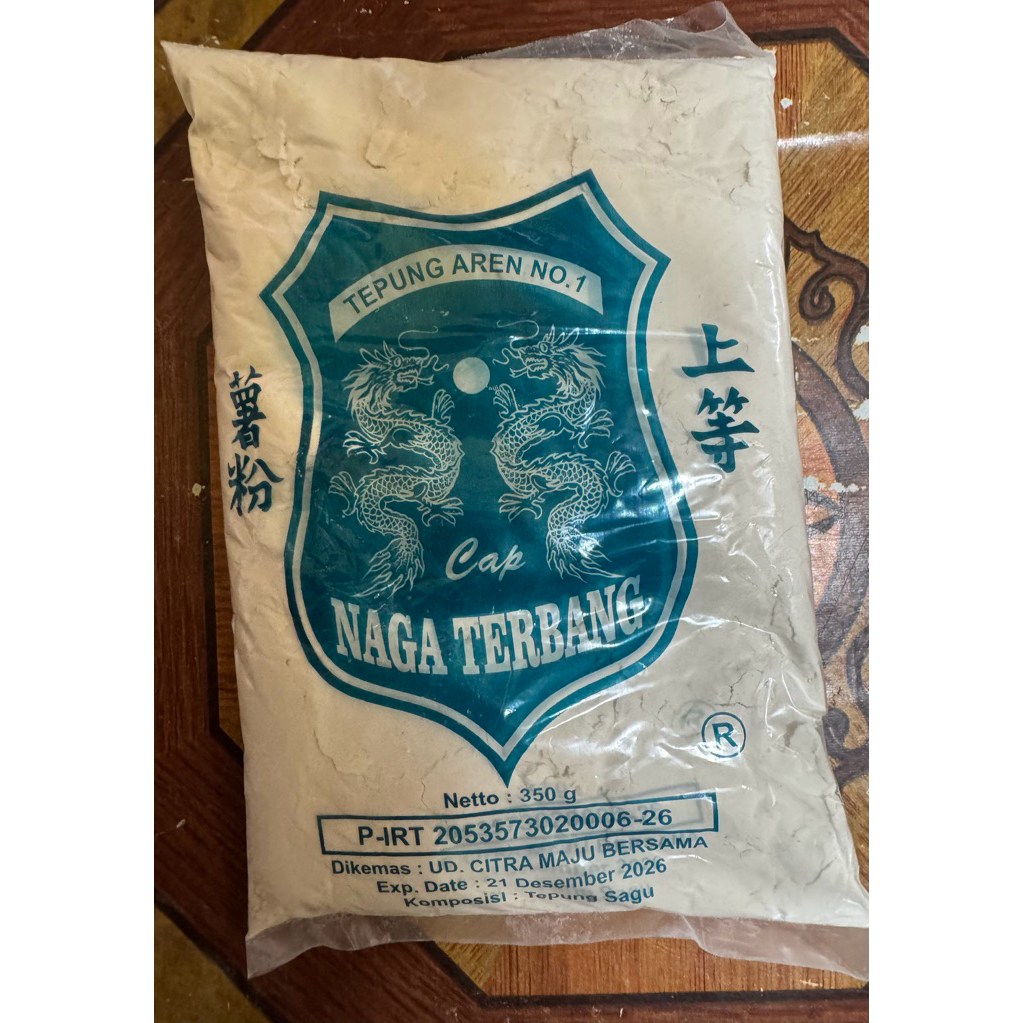 TEPUNG AREN NO.1
上等
薯粉
Cap
NAGA TERBANG
®
Netto : 350 g
P-IRT 2053573020006-26
Dikemas : UD. CITRA MAJU BERSAMA
Exp. Date : 21 Desember 2026
Komposisi : Tepung Sagu